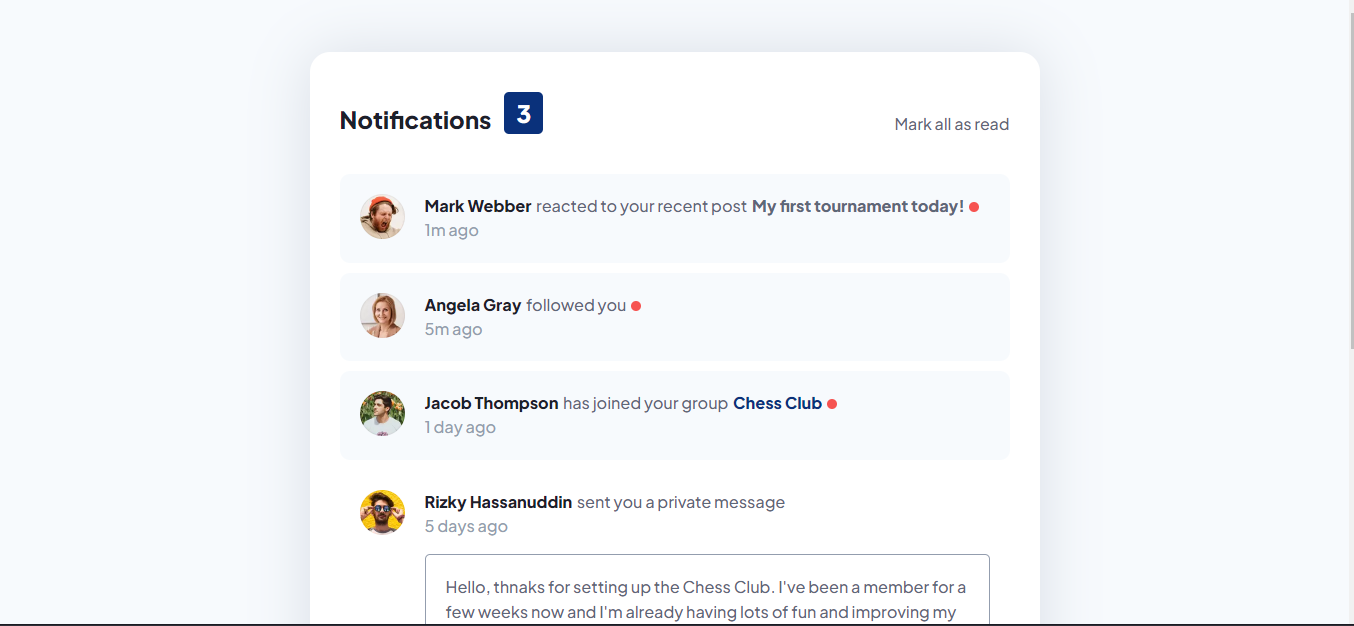 Notifications 3
Mark all as read
Mark Webber reacted to your recent post My first tournament today!
1m ago
Angela Gray followed you
5m ago
Jacob Thompson has joined your group Chess Club
1 day ago
Rizky Hassanuddin sent you a private message
5 days ago
Hello, thnaks for setting up the Chess Club. I've been a member for a
few weeks now and I'm already having lots of fun and improving my